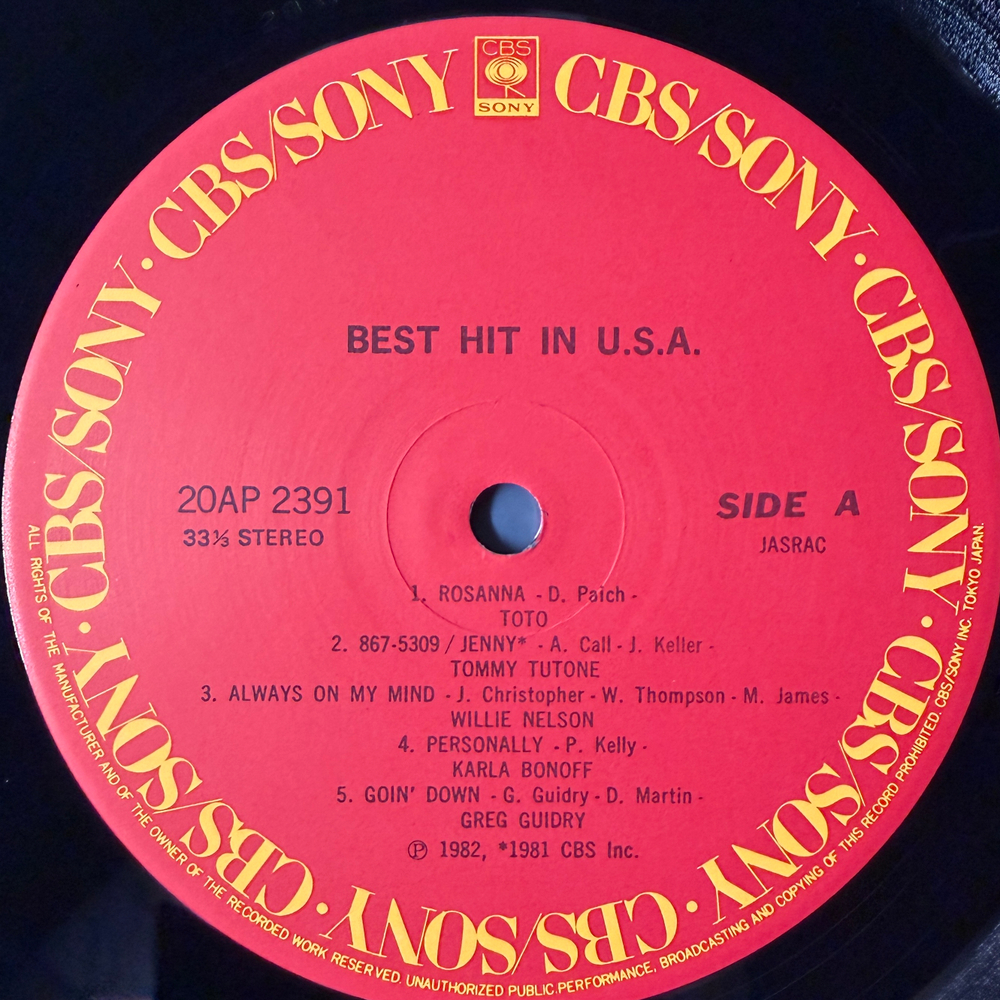 CBS
SONY
CBS/SONY · CBS/SONY · CBS/SONY · CBS/SONY · CBS/SONY · CBS/SONY · CBS/SONY · CBS/SONY · CBS/SONY
BEST HIT IN U.S.A.
20AP 2391
33⅓ STEREO
SIDE A
JASRAC
1. ROSANNA - D. Paich -
TOTO
2. 867-5309 / JENNY* - A. Call - J. Keller -
TOMMY TUTONE
3. ALWAYS ON MY MIND - J. Christopher - W. Thompson - M. James -
WILLIE NELSON
4. PERSONALLY - P. Kelly -
KARLA BONOFF
5. GOIN' DOWN - G. Guidry - D. Martin -
GREG GUIDRY
Ⓟ 1982, *1981 CBS Inc.
ALL RIGHTS OF THE MANUFACTURER AND OF THE OWNER OF THE RECORDED WORK RESERVED. UNAUTHORIZED PUBLIC PERFORMANCE, BROADCASTING AND COPYING OF THIS RECORD PROHIBITED. CBS/SONY INC. TOKYO JAPAN.